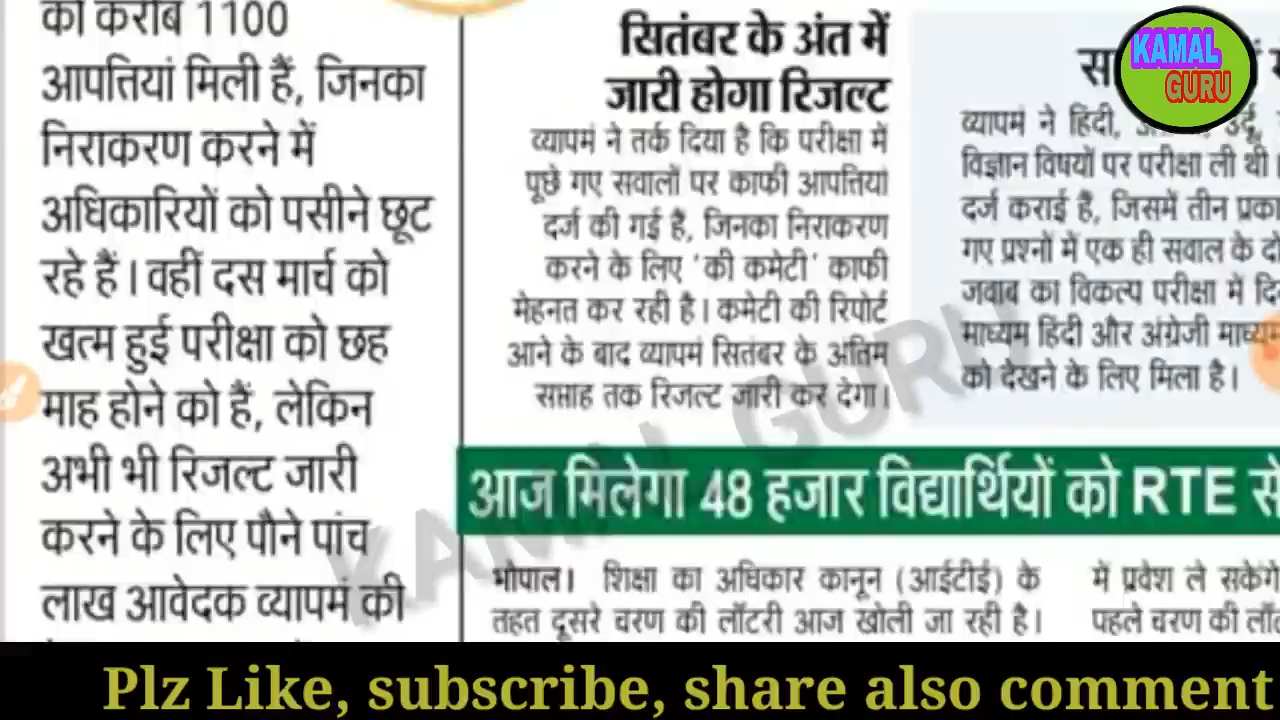 को करीब 1100
आपत्तियां मिली हैं, जिनका
निराकरण करने में
अधिकारियों को पसीने छूट
रहे हैं। वहीं दस मार्च को
खत्म हुई परीक्षा को छह
माह होने को हैं, लेकिन
अभी भी रिजल्ट जारी
करने के लिए पौने पांच
लाख आवेदक व्यापमं की
सितंबर के अंत में
जारी होगा रिजल्ट
व्यापमं ने तर्क दिया है कि परीक्षा में
पूछे गए सवालों पर काफी आपत्तियां
दर्ज की गई हैं, जिनका निराकरण
करने के लिए 'की कमेटी' काफी
मेहनत कर रही है। कमेटी की रिपोर्ट
आने के बाद व्यापमं सितंबर के अंतिम
सप्ताह तक रिजल्ट जारी कर देगा।
KAMAL
GURU
व्यापमं ने हिंदी, उर्दू,
विज्ञान विषयों पर परीक्षा ली थी।
दर्ज कराई हैं, जिसमें तीन
गए प्रश्नों में एक ही सवाल के
जवाब का विकल्प परीक्षा में
माध्यम हिंदी और अंग्रेजी माध्यम
को देखने के लिए मिला है।
आज मिलेगा 48 हजार विद्यार्थियों को RTE से
भोपाल। शिक्षा का अधिकार कानून (आईटीई) के
तहत दूसरे चरण की लॉटरी आज खोली जा रही है।
में प्रवेश ले सकेंगे
पहले चरण की
KAMAL GURU
Plz Like, subscribe, share also comment